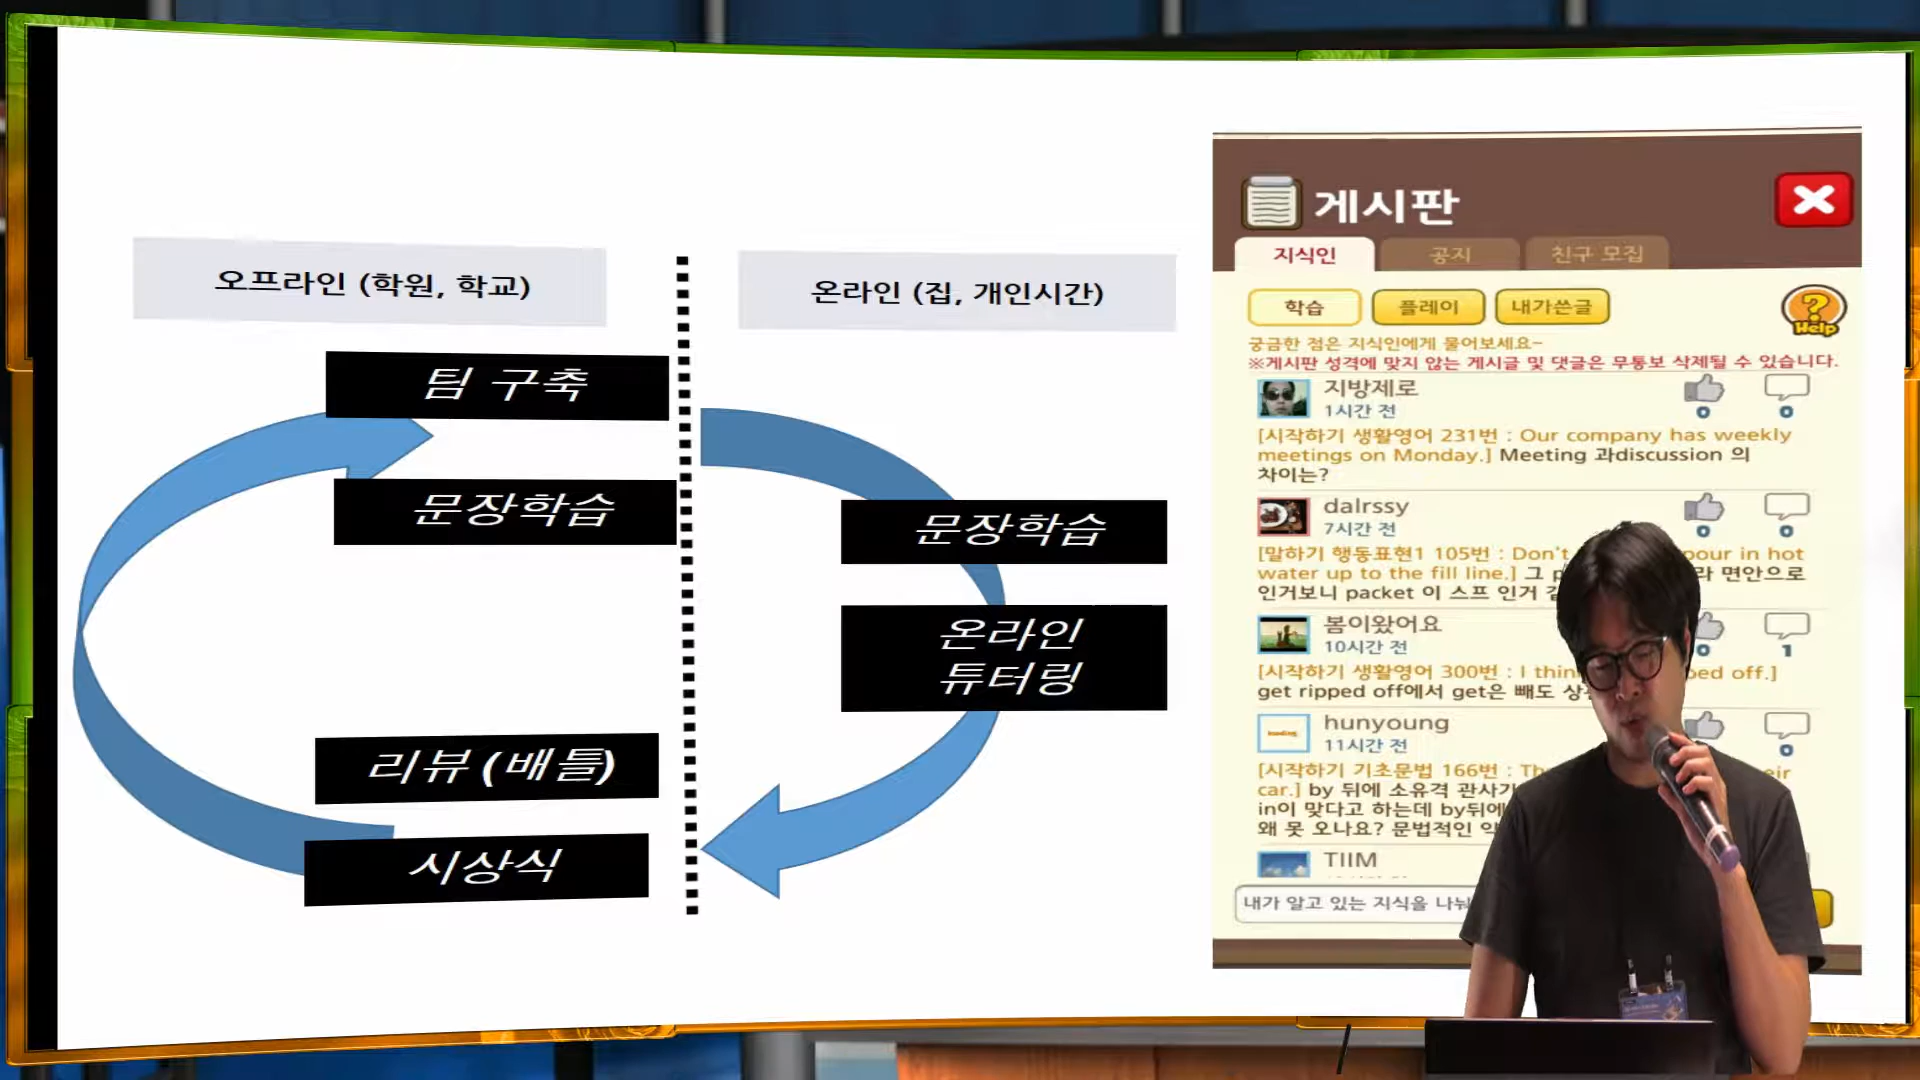 오프라인 (학원, 학교)
팀 구축
문장학습
리뷰 (배틀)
시상식
온라인 (집, 개인시간)
문장학습
온라인
튜터링
게시판
지식인
공지
친구 모집
학습
플레이
내가쓴글
Help
궁금한 점은 지식인에게 물어보세요~
※게시판 성격에 맞지 않는 게시글 및 댓글은 무통보 삭제될 수 있습니다.
지방제로
1시간 전
0
0
[시작하기 생활영어 231번 : Our company has weekly
meetings on Monday.] Meeting 과discussion 의
차이는?
dalrssy
7시간 전
0
0
[말하기 행동표현1 105번 : Don't pour in hot
water up to the fill line.] 그 라 면안으로
인거보니 packet 이 스프 인거
봄이왔어요
10시간 전
0
1
[시작하기 생활영어 300번 : I off.]
get ripped off에서 get은 빼도
hunyoung
11시간 전
0
[시작하기 기초문법 166번 :
car.] by 뒤에 소유격 관사가
in이 맞다고 하는데 by뒤에
왜 못 오나요? 문법적인
TIIM
내가 알고 있는 지식을